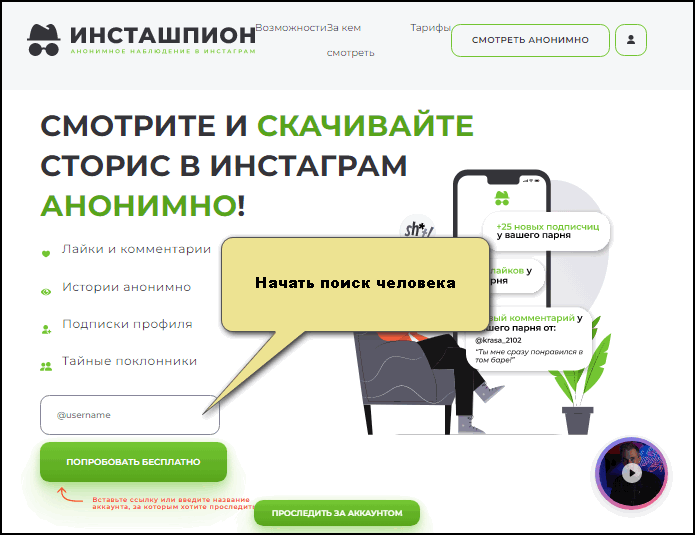 ИНСТАШПИОН
АНОНИМНОЕ НАБЛЮДЕНИЕ В ИНСТАГРАМ
Возможности
За кем
смотреть
Тарифы
СМОТРЕТЬ АНОНИМНО
СМОТРИТЕ И СКАЧИВАЙТЕ
СТОРИС В ИНСТАГРАМ
АНОНИМНО!
Лайки и комментарии
Истории анонимно
Подписки профиля
Тайные поклонники
Начать поиск человека
sh*t!
+25 новых подписчиц
у вашего парня
лайков у
рня
вый комментарий у
шего парня от:
@krasa_2102
"Ты мне сразу понравился в
том баре!"
@username
ПОПРОБОВАТЬ БЕСПЛАТНО
Вставьте ссылку или введите название
аккаунта, за которым хотите проследить
ПРОСЛЕДИТЬ ЗА АККАУНТОМ